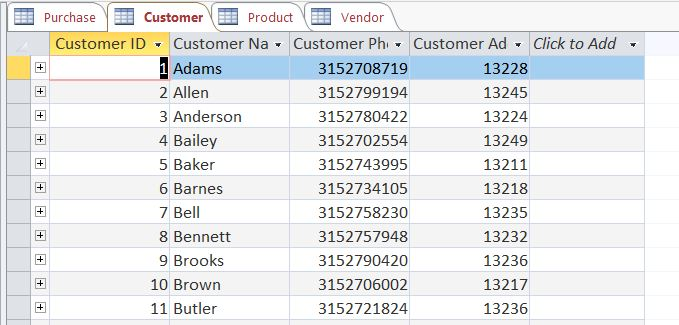 Purchase Customer Product Vendor
Customer ID Customer Na Customer Pho Customer Ad Click to Add
1 Adams 3152708719 13228
2 Allen 3152799194 13245
3 Anderson 3152780422 13224
4 Bailey 3152702554 13249
5 Baker 3152743995 13211
6 Barnes 3152734105 13218
7 Bell 3152758230 13235
8 Bennett 3152757948 13232
9 Brooks 3152790420 13236
10 Brown 3152706002 13217
11 Butler 3152721824 13236